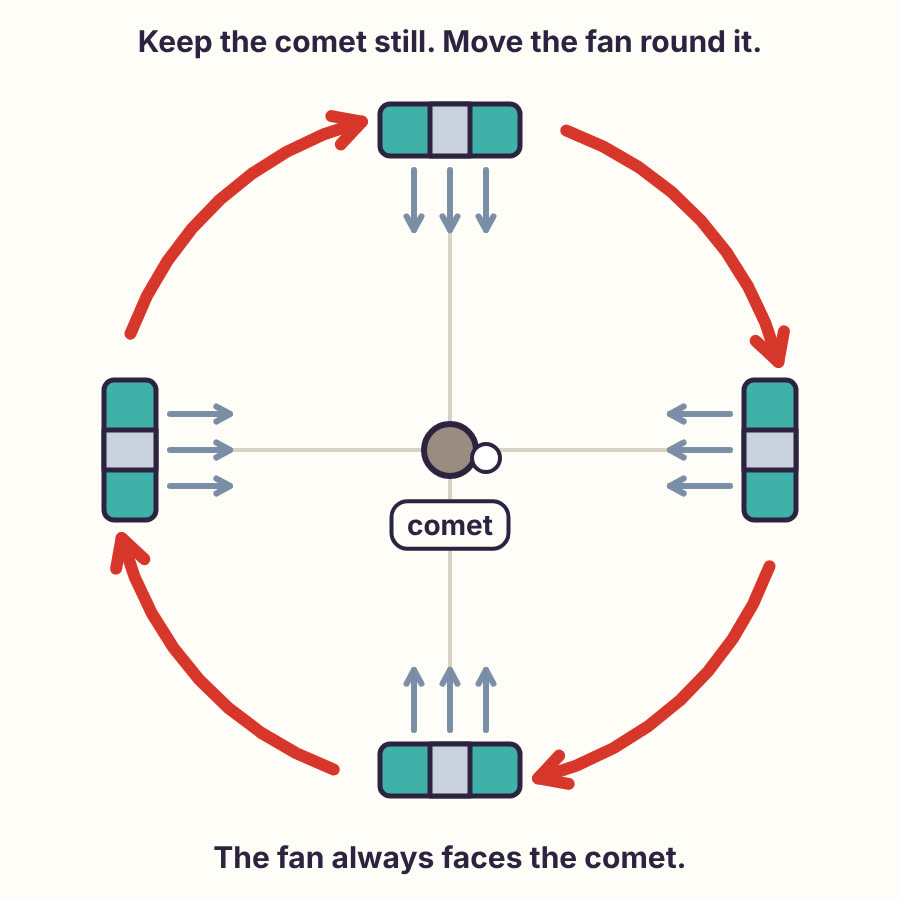 Keep the comet still. Move the fan round it.
comet
The fan always faces the comet.